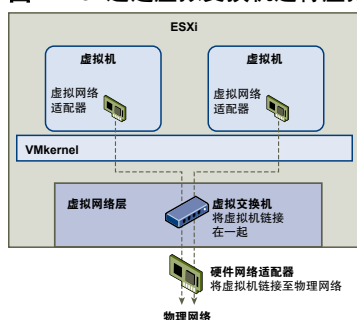 ESXi
虚拟机
虚拟网络
适配器
虚拟机
虚拟网络
适配器
VMkernel
虚拟网络层
虚拟交换机
将虚拟机链接
在一起
硬件网络适配器
将虚拟机链接至物理网络
物理网络